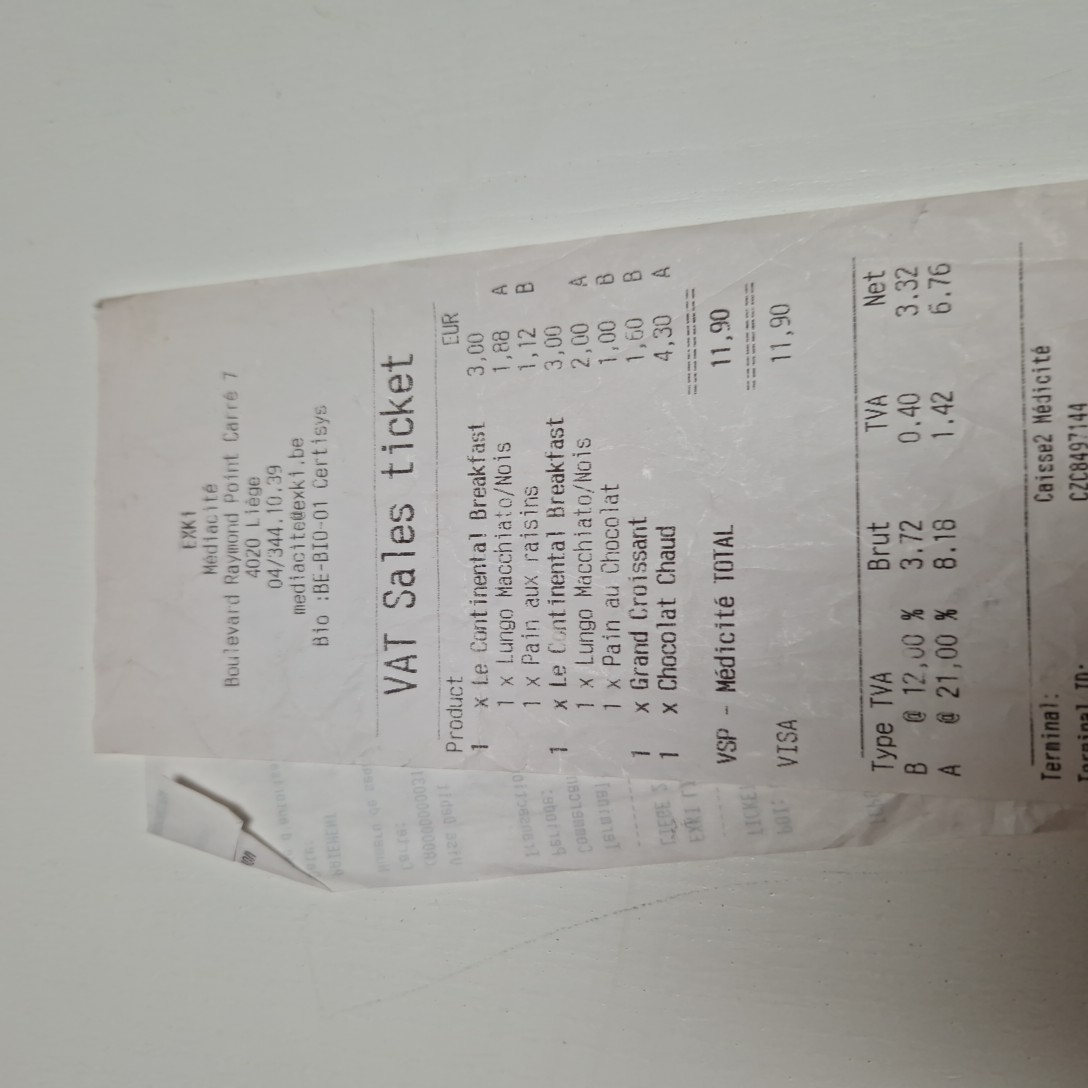 EXKi
Médiacité
Boulevard Raymond Point Carré 7
4020 Liège
04/344.10.39
mediacite@exki.be
Bio :BE-BIO-01 Certisys
VAT Sales ticket
Product EUR
1 x Le Continental Breakfast 3,00
1 x Lungo Macchiato/Nois 1,88 A
1 x Pain aux raisins 1,12 B
1 x Le Continental Breakfast 3,00
1 x Lungo Macchiato/Nois 2,00 A
1 x Pain au Chocolat 1,00 B
1 x Grand Croissant 1,60 B
1 x Chocolat Chaud 4,30 A
VSP - Médicité TOTAL 11,90
VISA 11,90
Type TVA Brut TVA Net
B @ 12,00 % 3.72 0.40 3.32
A @ 21,00 % 8.18 1.42 6.76
Terminal: Caisse2 Médicité
Terminal ID: CZC8497144